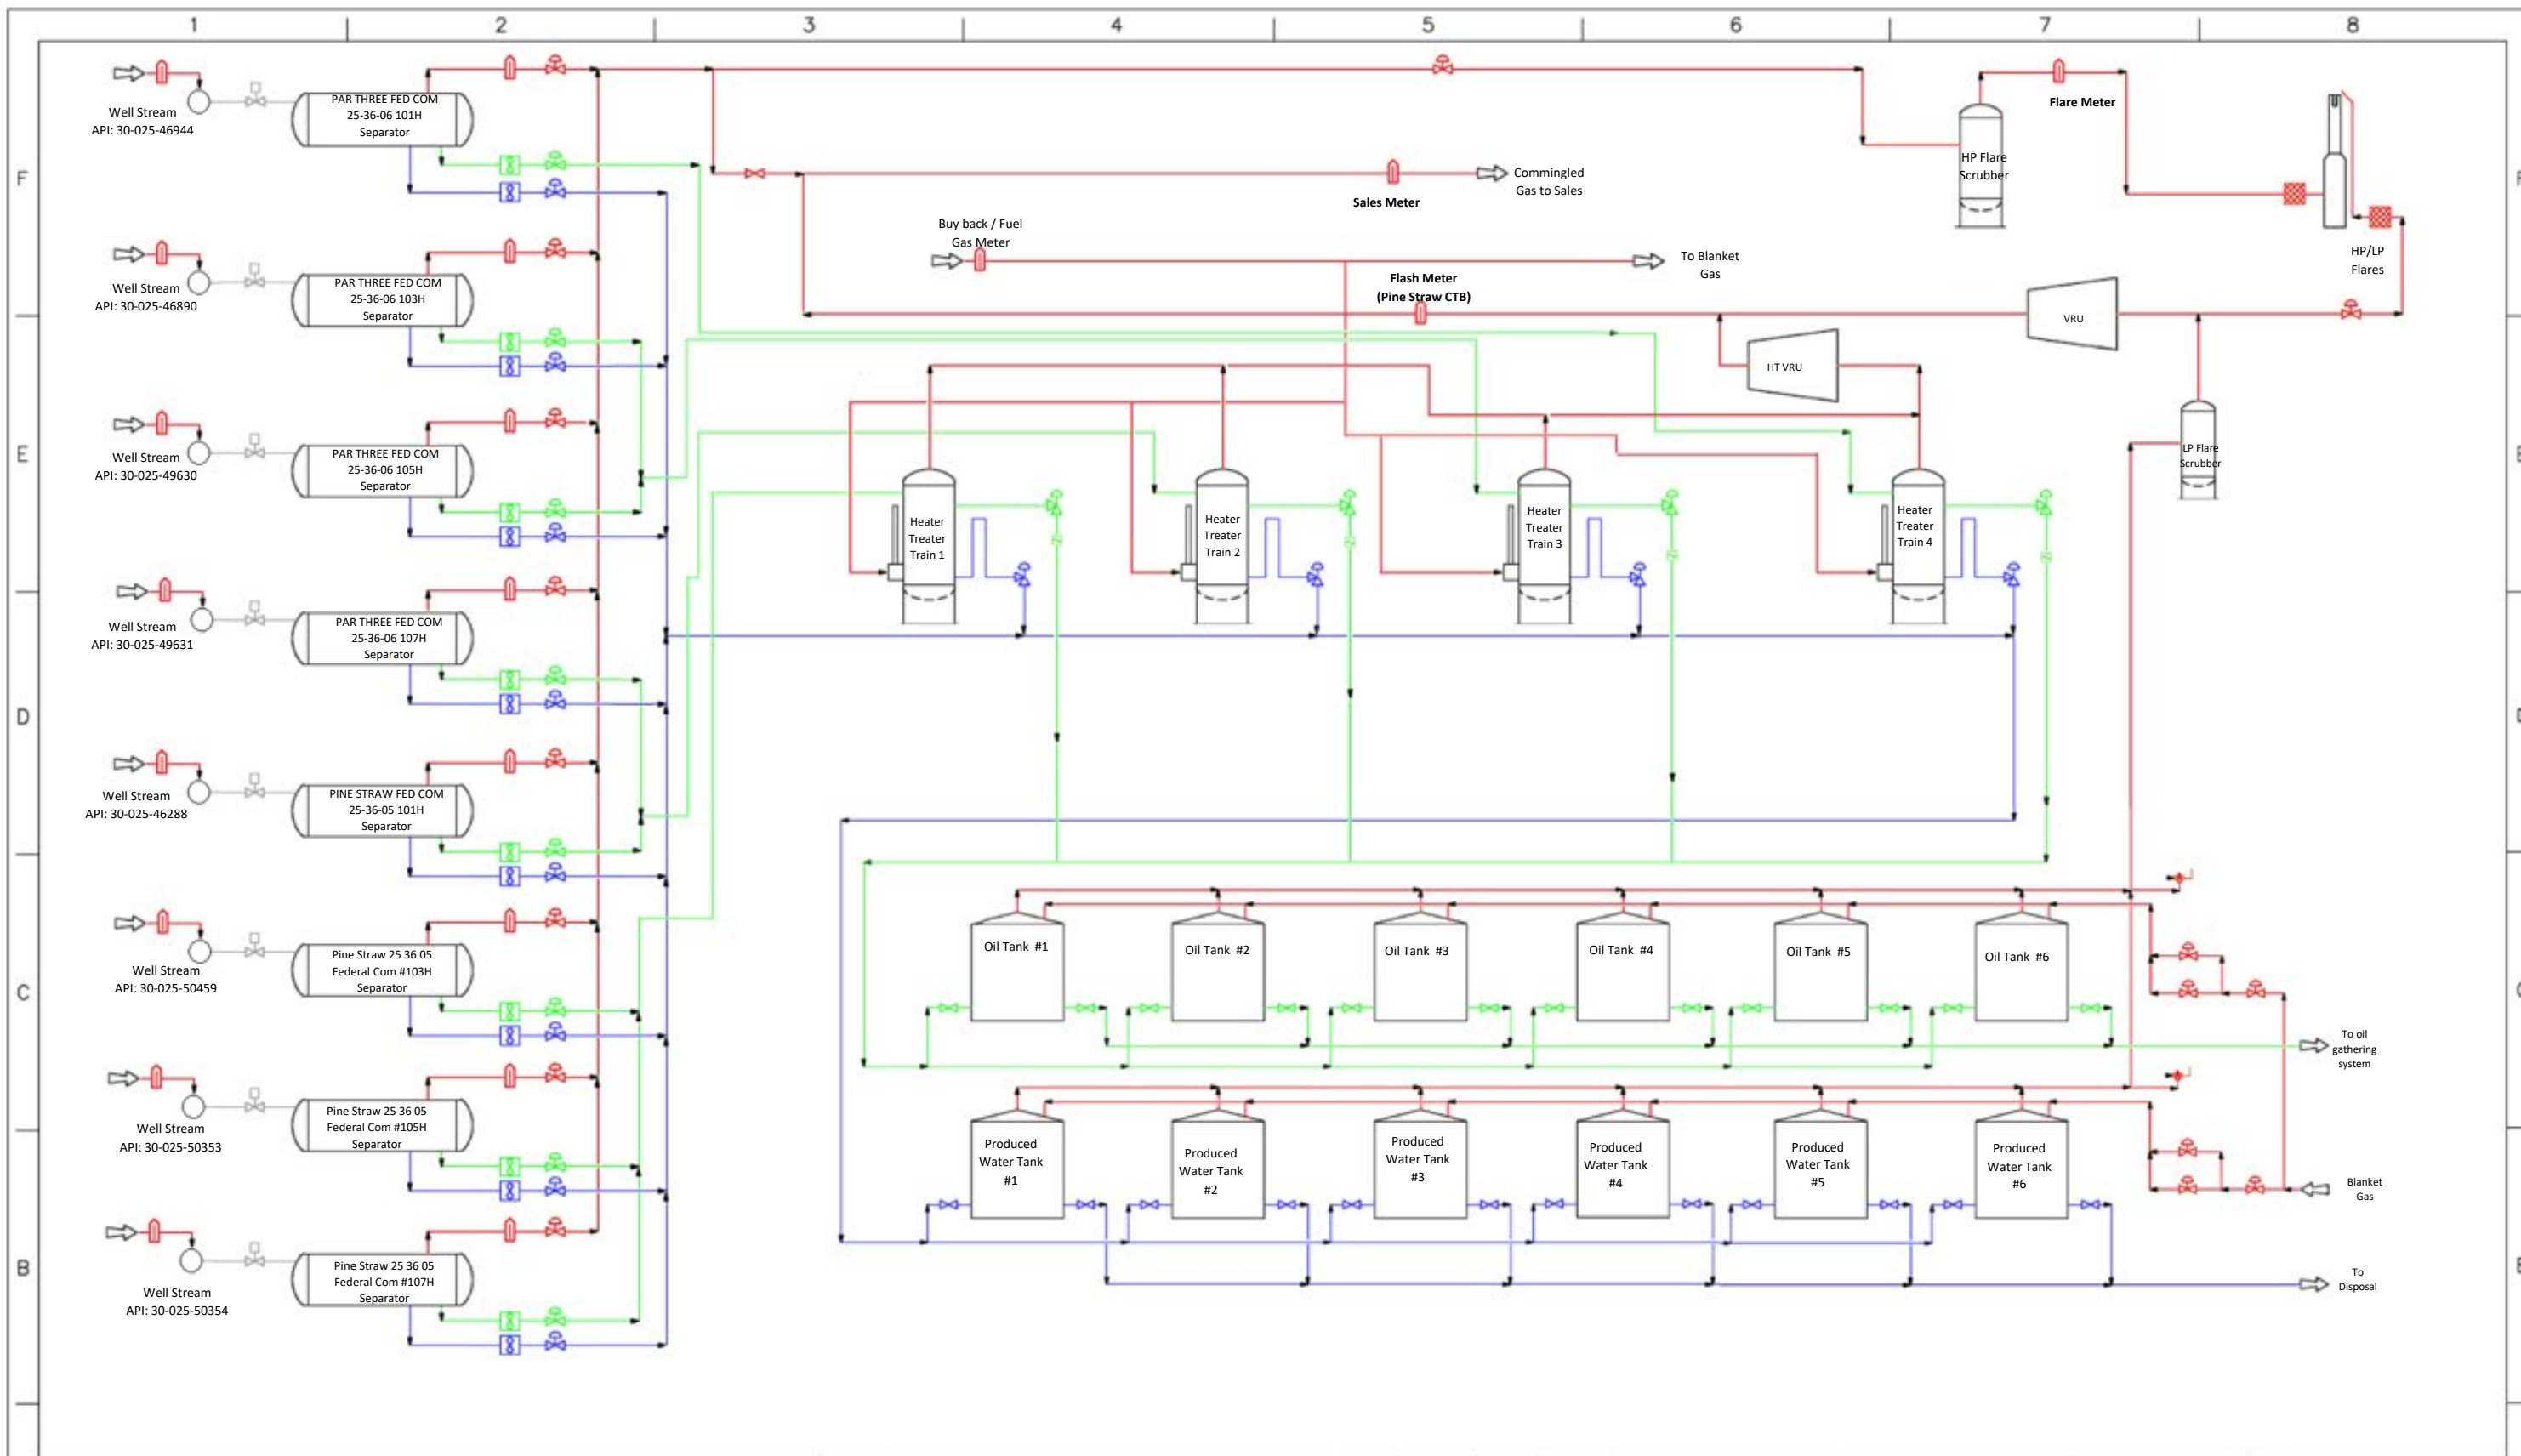 1 2 3 4 5 6 7 8
F
E
D
C
B
Well Stream
API: 30-025-46944
PAR THREE FED COM
25-36-06 101H
Separator
Well Stream
API: 30-025-46890
PAR THREE FED COM
25-36-06 103H
Separator
Well Stream
API: 30-025-49630
PAR THREE FED COM
25-36-06 105H
Separator
Well Stream
API: 30-025-49631
PAR THREE FED COM
25-36-06 107H
Separator
Well Stream
API: 30-025-46288
PINE STRAW FED COM
25-36-05 101H
Separator
Well Stream
API: 30-025-50459
Pine Straw 25 36 05
Federal Com #103H
Separator
Well Stream
API: 30-025-50353
Pine Straw 25 36 05
Federal Com #105H
Separator
Well Stream
API: 30-025-50354
Pine Straw 25 36 05
Federal Com #107H
Separator
Commingled
Gas to Sales
Sales Meter
Buy back / Fuel
Gas Meter
To Blanket
Gas
Flash Meter
(Pine Straw CTB)
HP Flare
Scrubber
Flare Meter
HP/LP
Flares
VRU
HT VRU
LP Flare
Scrubber
Heater
Treater
Train 1
Heater
Treater
Train 2
Heater
Treater
Train 3
Heater
Treater
Train 4
Oil Tank #1
Oil Tank #2
Oil Tank #3
Oil Tank #4
Oil Tank #5
Oil Tank #6
To oil
gathering
system
Produced
Water Tank
#1
Produced
Water Tank
#2
Produced
Water Tank
#3
Produced
Water Tank
#4
Produced
Water Tank
#5
Produced
Water Tank
#6
Blanket
Gas
To
Disposal